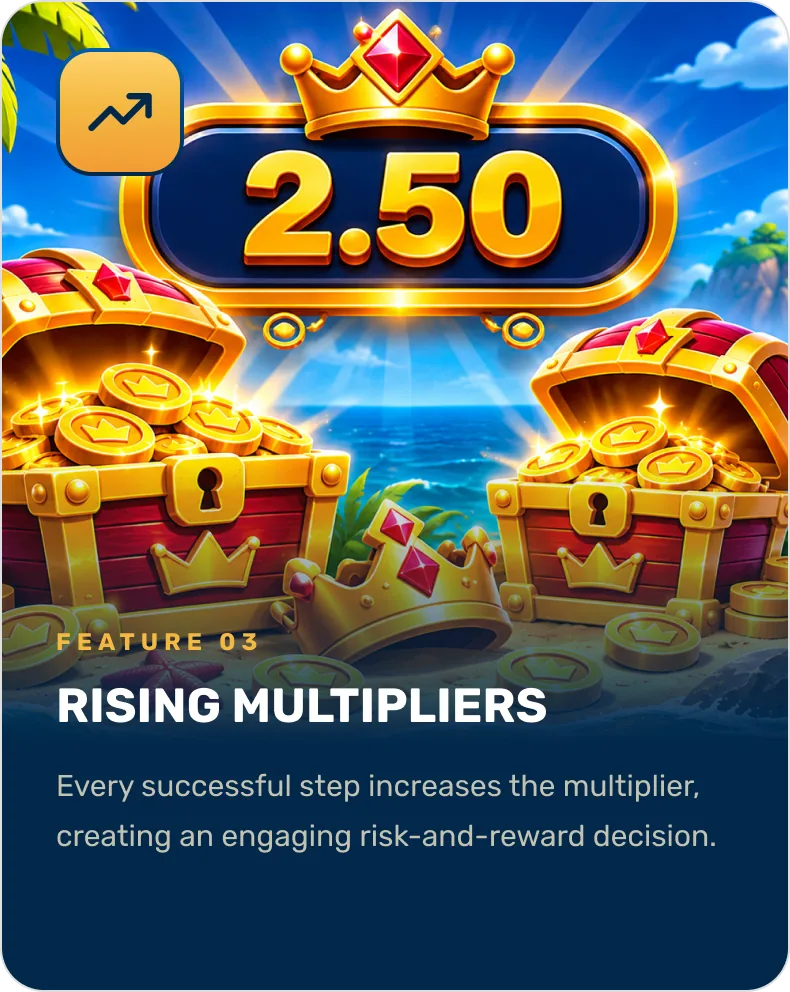 2.50
FEATURE 03
RISING MULTIPLIERS
Every successful step increases the multiplier,
creating an engaging risk-and-reward decision.